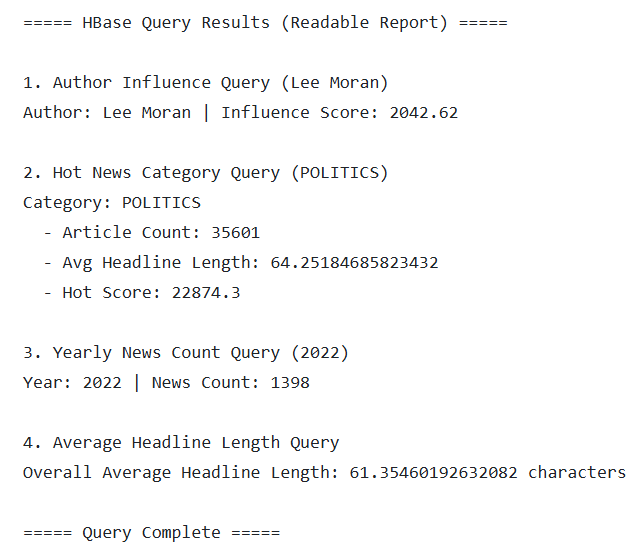 ===== HBase Query Results (Readable Report) =====
1. Author Influence Query (Lee Moran)
Author: Lee Moran | Influence Score: 2042.62
2. Hot News Category Query (POLITICS)
Category: POLITICS
- Article Count: 35601
- Avg Headline Length: 64.25184685823432
- Hot Score: 22874.3
3. Yearly News Count Query (2022)
Year: 2022 | News Count: 1398
4. Average Headline Length Query
Overall Average Headline Length: 61.35460192632082 characters
===== Query Complete =====